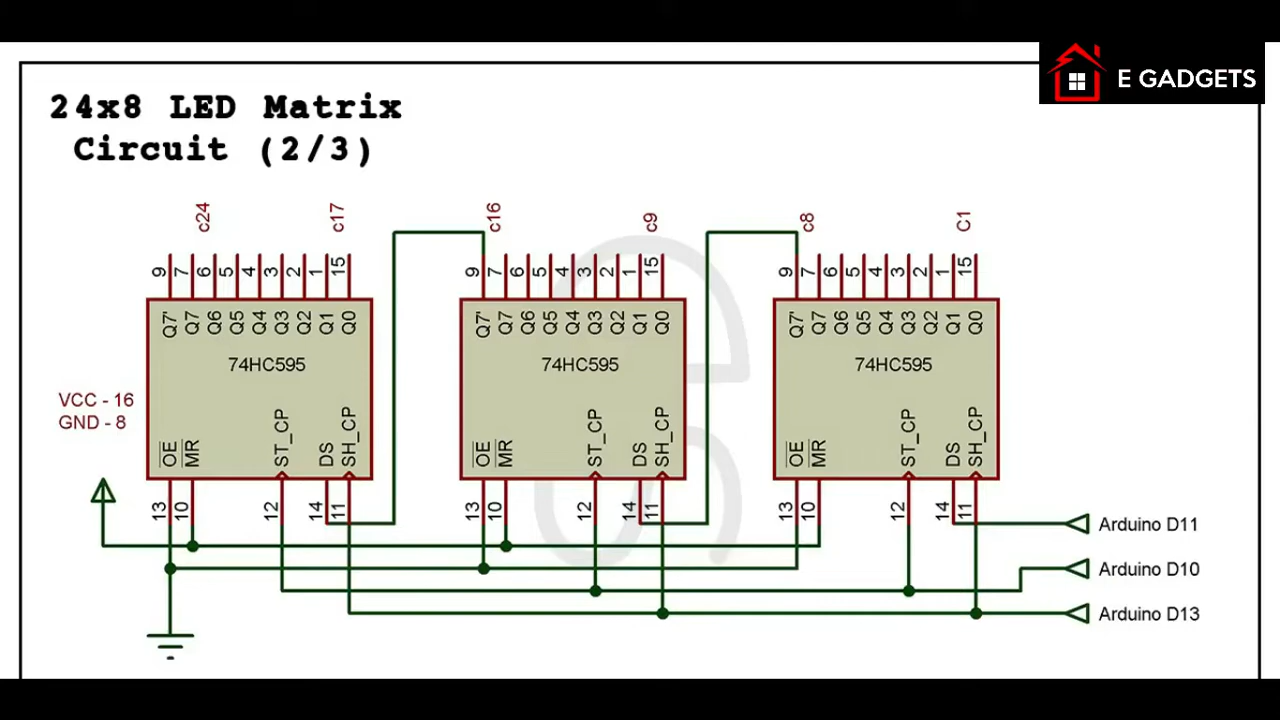 E GADGETS
24x8 LED Matrix
Circuit (2/3)
c24 c17 c16 c9 c8 C1
9 7 6 5 4 3 2 1 15 9 7 6 5 4 3 2 1 15 9 7 6 5 4 3 2 1 15
Q7' Q7 Q6 Q5 Q4 Q3 Q2 Q1 Q0 Q7' Q7 Q6 Q5 Q4 Q3 Q2 Q1 Q0 Q7' Q7 Q6 Q5 Q4 Q3 Q2 Q1 Q0
74HC595 74HC595 74HC595
VCC - 16
GND - 8
OE MR ST_CP DS SH_CP OE MR ST_CP DS SH_CP OE MR ST_CP DS SH_CP
13 10 12 14 11 13 10 12 14 11 13 10 12 14 11
Arduino D11
Arduino D10
Arduino D13